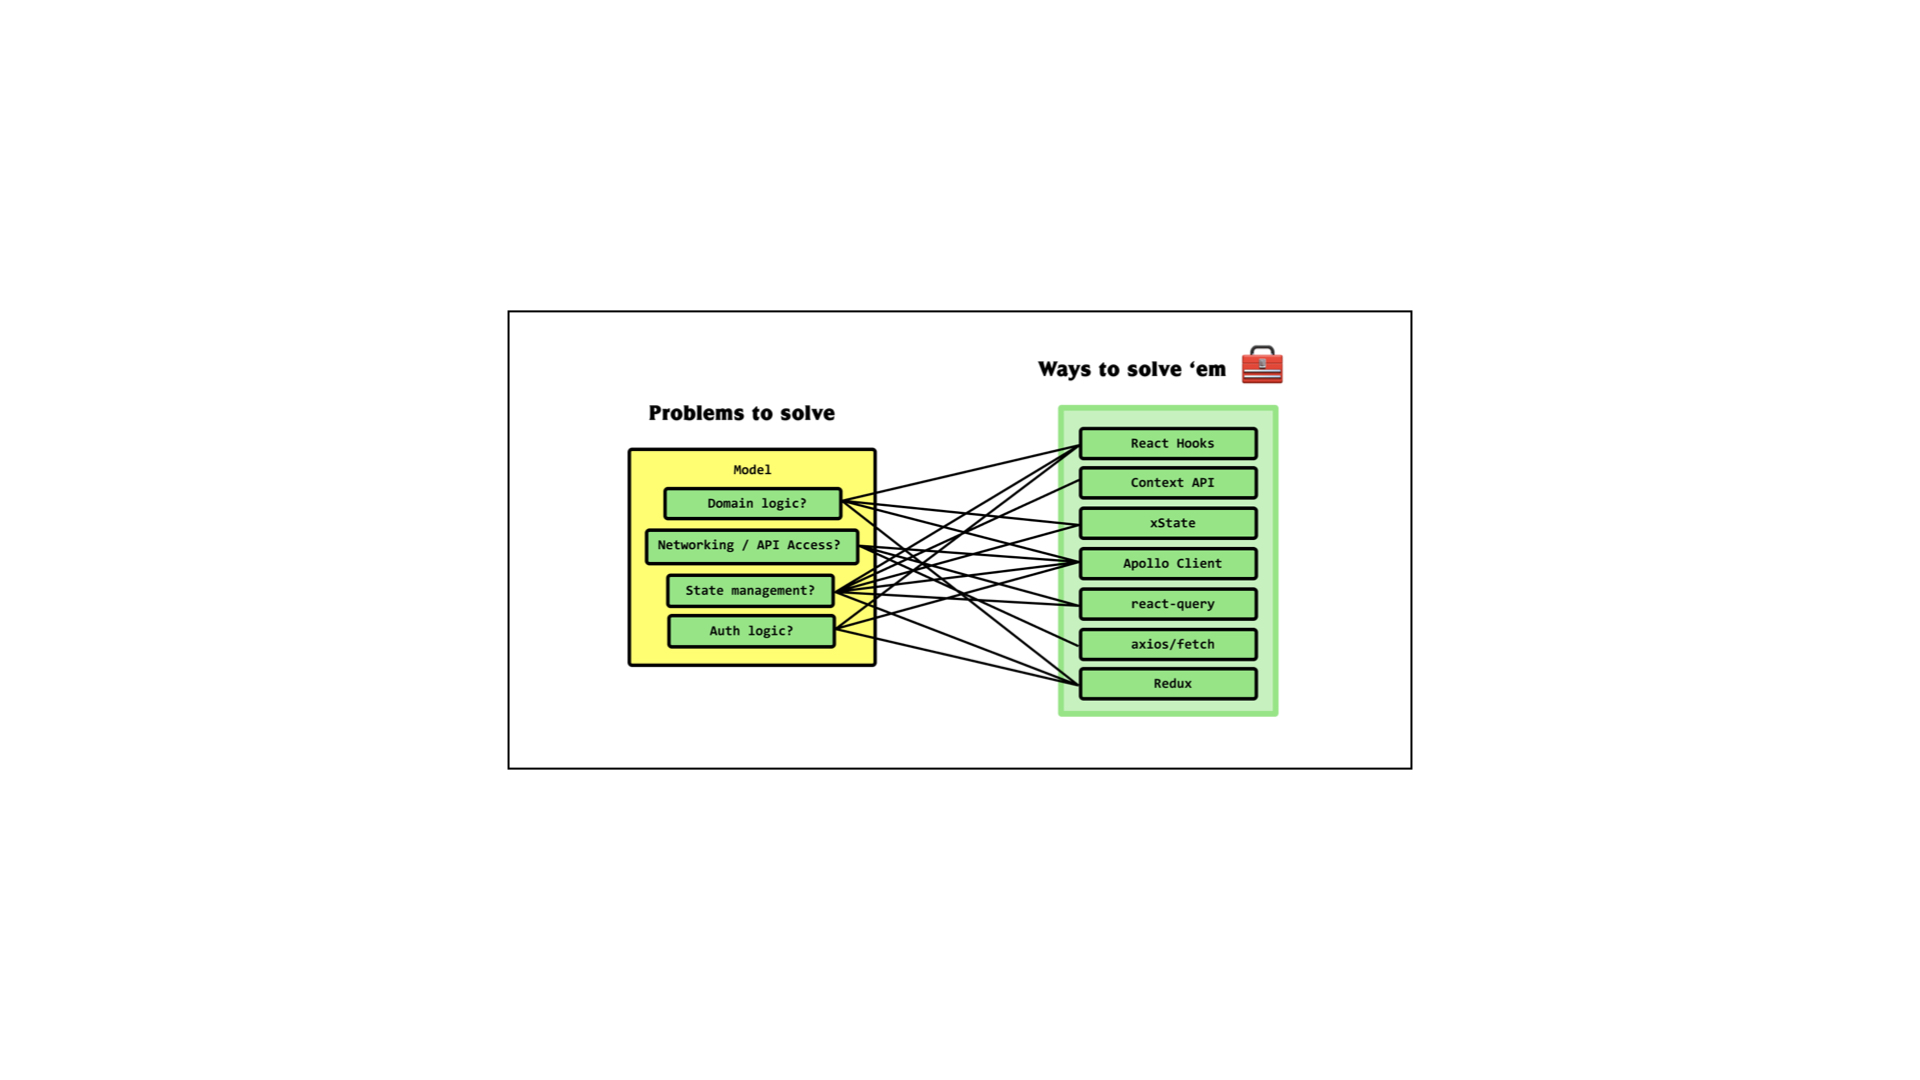 Ways to solve ‘em
Problems to solve
Model
Domain logic?
Networking / API Access?
State management?
Auth logic?
React Hooks
Context API
xState
Apollo Client
react-query
axios/fetch
Redux